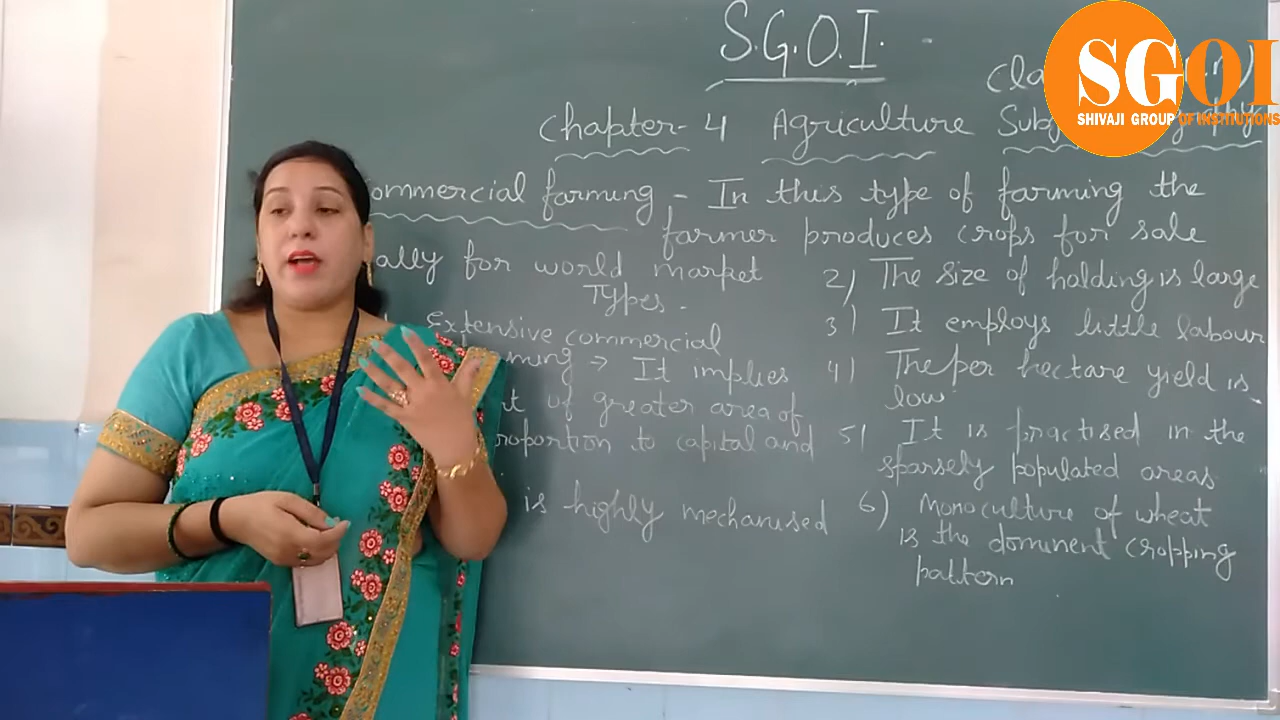 S.G.O.I.
SGOI
SHIVAJI GROUP OF INSTITUTIONS
Chapter-4 Agriculture
ommercial farming - In this type of farming the
farmer produces crops for sale
ally for world market
Types.
Extensive commercial
ming → It implies
t of greater area of
roportion to capital and
is highly mechanised
2) The size of holding is large
3) It employs little labour
4) The per hectare yield is
low
5) It is practised in the
sparsely populated areas
6) Monoculture of wheat
is the dominent cropping
pattern